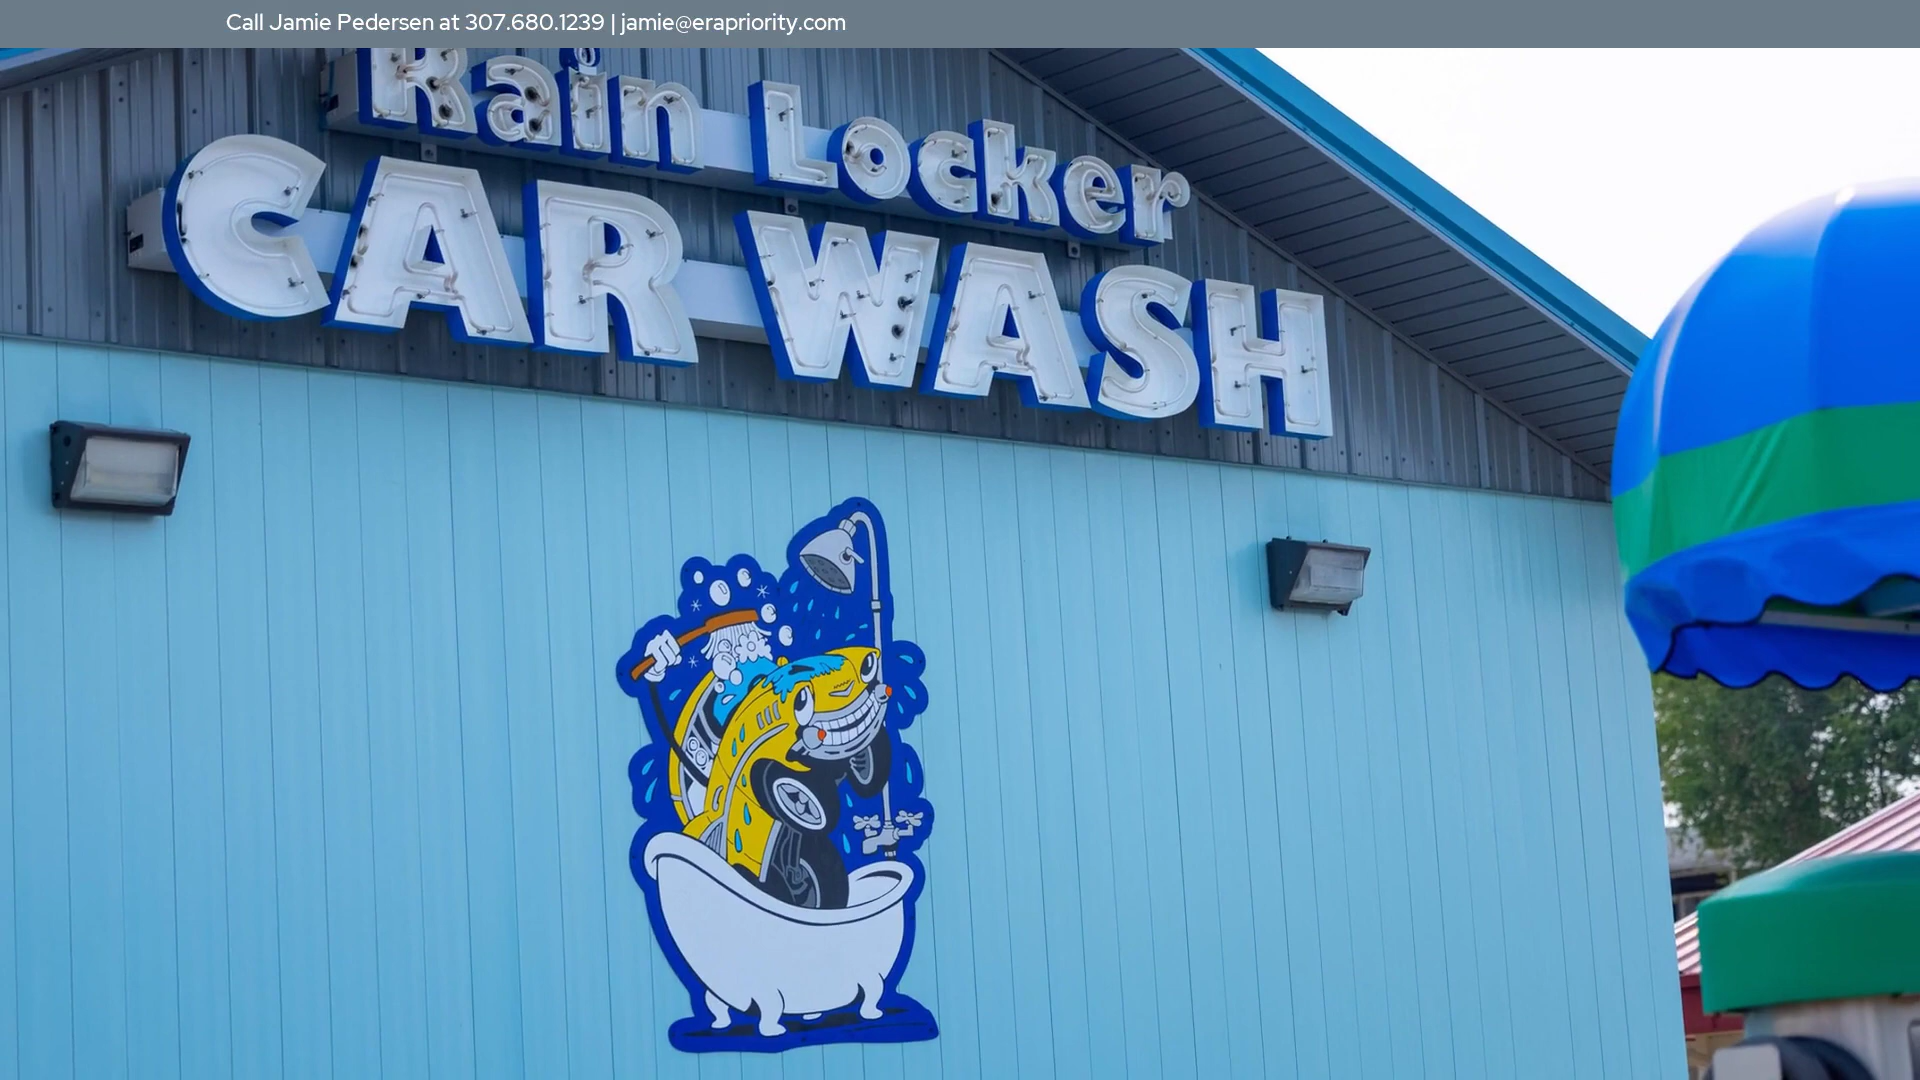 Call Jamie Pedersen at 307.680.1239 | jamie@erapriority.com
Rain Locker
CAR WASH